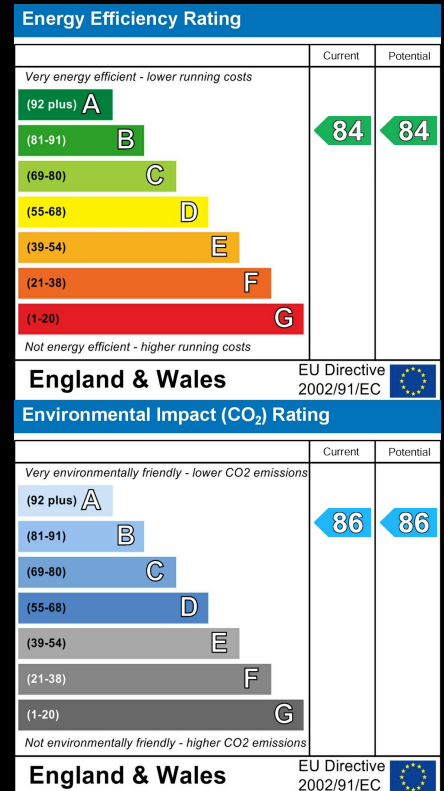 Energy Efficiency Rating
Current Potential
Very energy efficient - lower running costs
(92 plus) A
(81-91) B
84 84
(69-80) C
(55-68) D
(39-54) E
(21-38) F
(1-20) G
Not energy efficient - higher running costs
England & Wales
EU Directive
2002/91/EC
Environmental Impact (CO₂) Rating
Current Potential
Very environmentally friendly - lower CO2 emissions
(92 plus) A
(81-91) B
86 86
(69-80) C
(55-68) D
(39-54) E
(21-38) F
(1-20) G
Not environmentally friendly - higher CO2 emissions
England & Wales
EU Directive
2002/91/EC